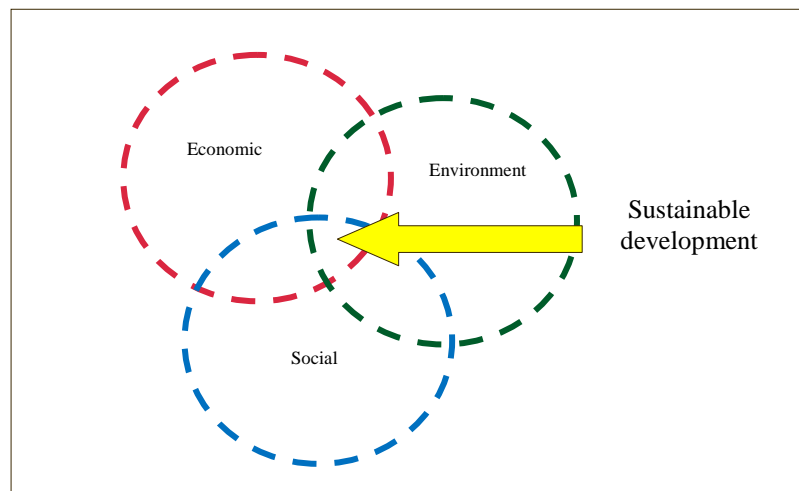 Economic
Environment
Sustainable
development
Social